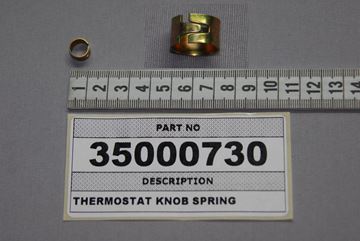 1 2 3 4 5 6 7 8 9 10 11 12 13 14
PART NO
35000730
DESCRIPTION
THERMOSTAT KNOB SPRING